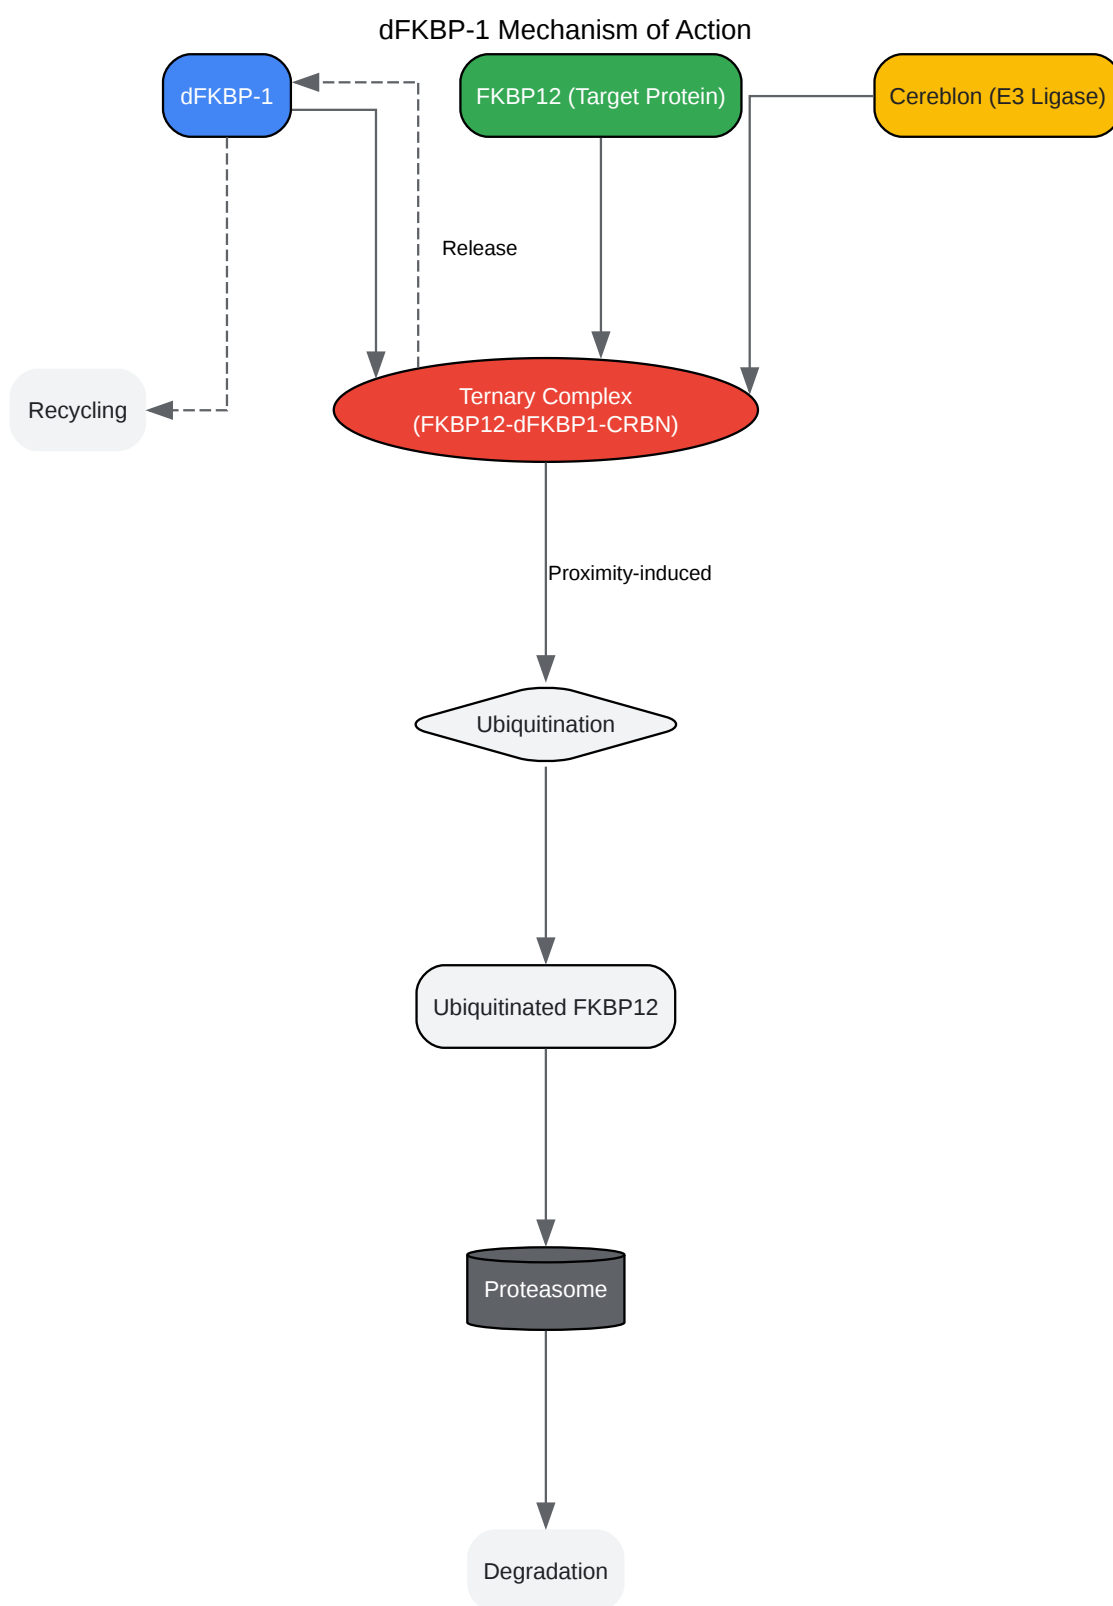 dFKBP-1 Mechanism of Action
dFKBP-1
FKBP12 (Target Protein)
Cereblon (E3 Ligase)
Release
Recycling
Ternary Complex
(FKBP12-dFKBP1-CRBN)
Proximity-induced
Ubiquitination
Ubiquitinated FKBP12
Proteasome
Degradation